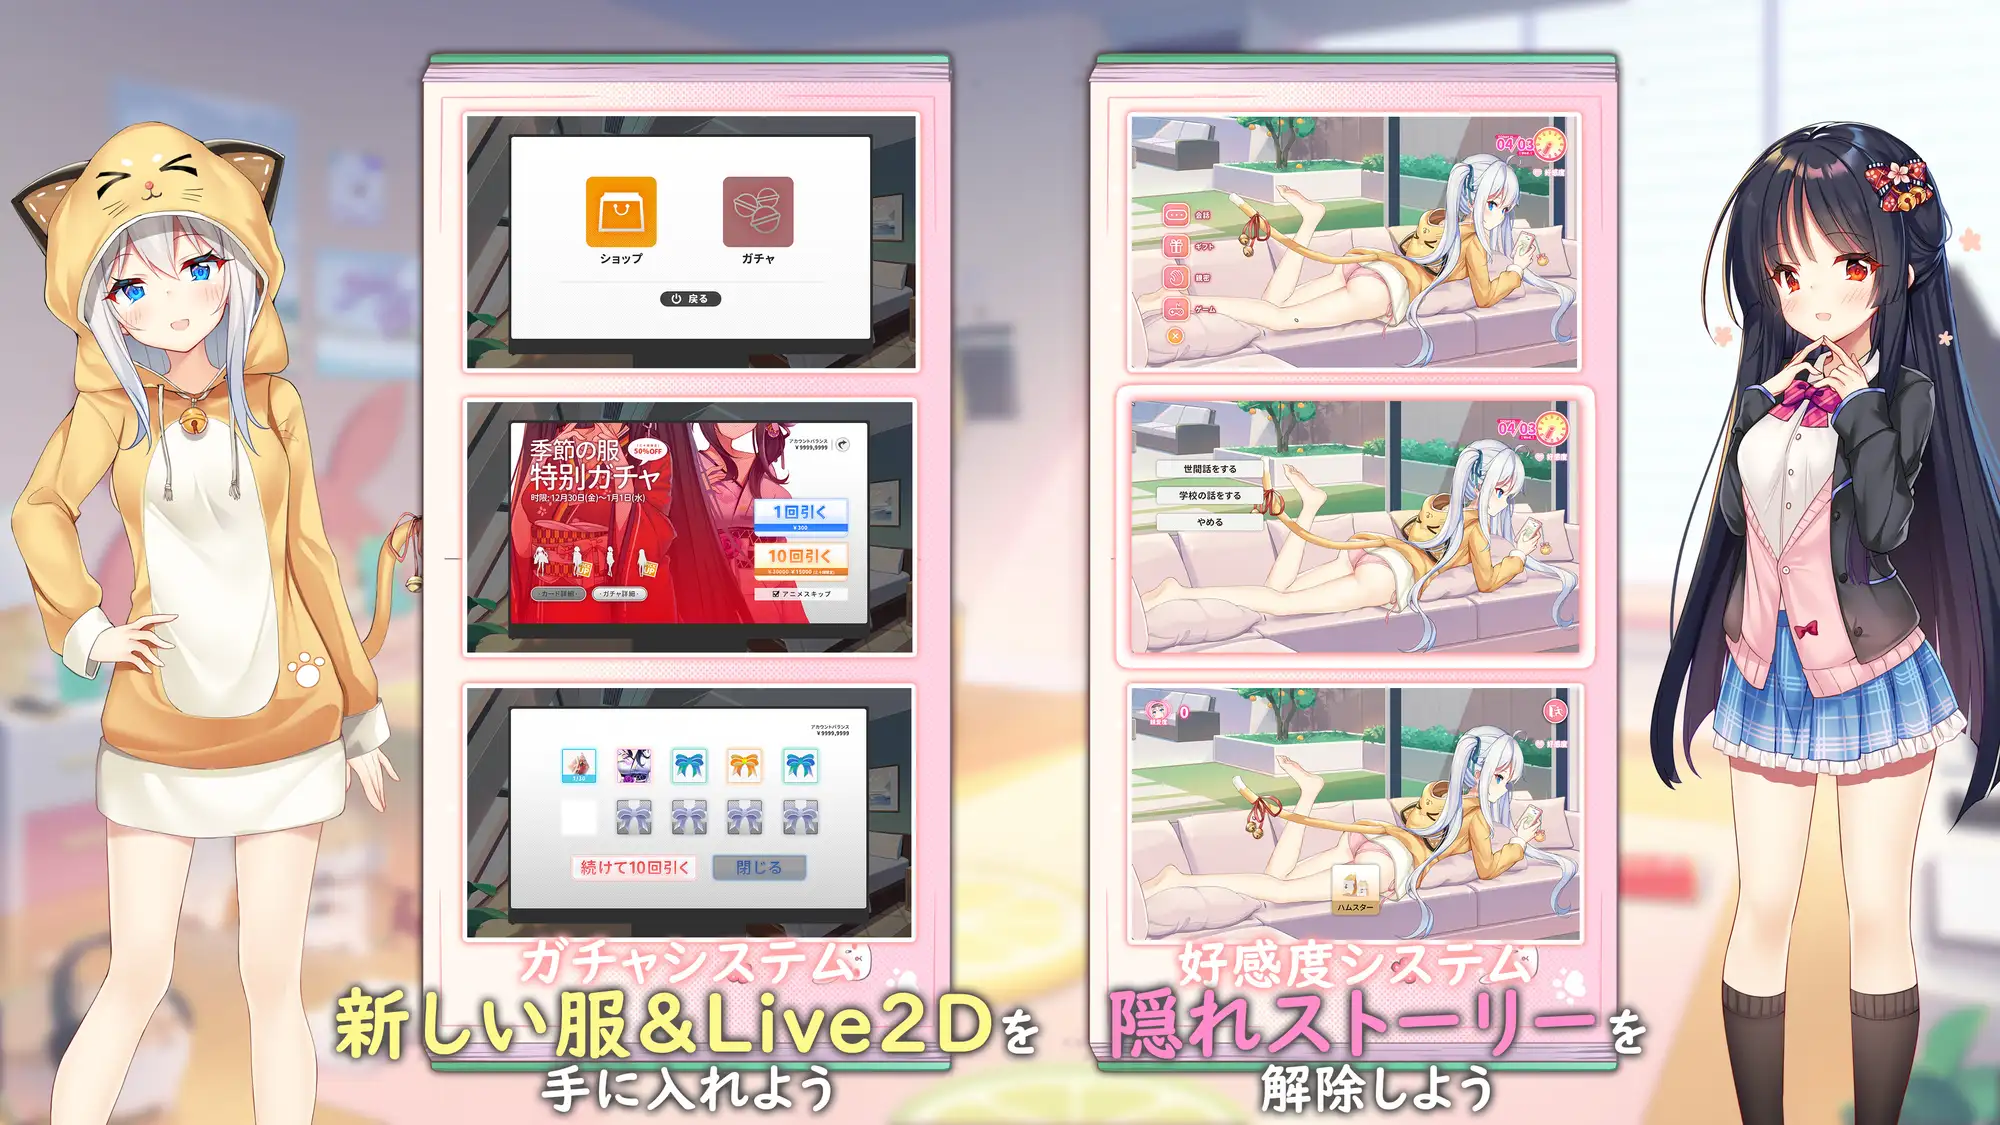 ショップ
ガチャ
戻る
季節の服
50%OFF
特別ガチャ
时限:12月30日(金)~1月1日(水)
アカウントバランス
¥9999,9999
1回引く
¥300
10回引く
カード詳細
ガチャ詳細
アニメスキップ
アカウントバランス
¥9999,9999
1/10
続けて10回引く
閉じる
ガチャシステム
新しい服&Live2Dを
手に入れよう
04/03
会話
ギフト
親密
ゲーム
04/03
世間話をする
学校の話をする
やめる
0
ハムスター
好感度システム
隠れストーリーを
解除しよう